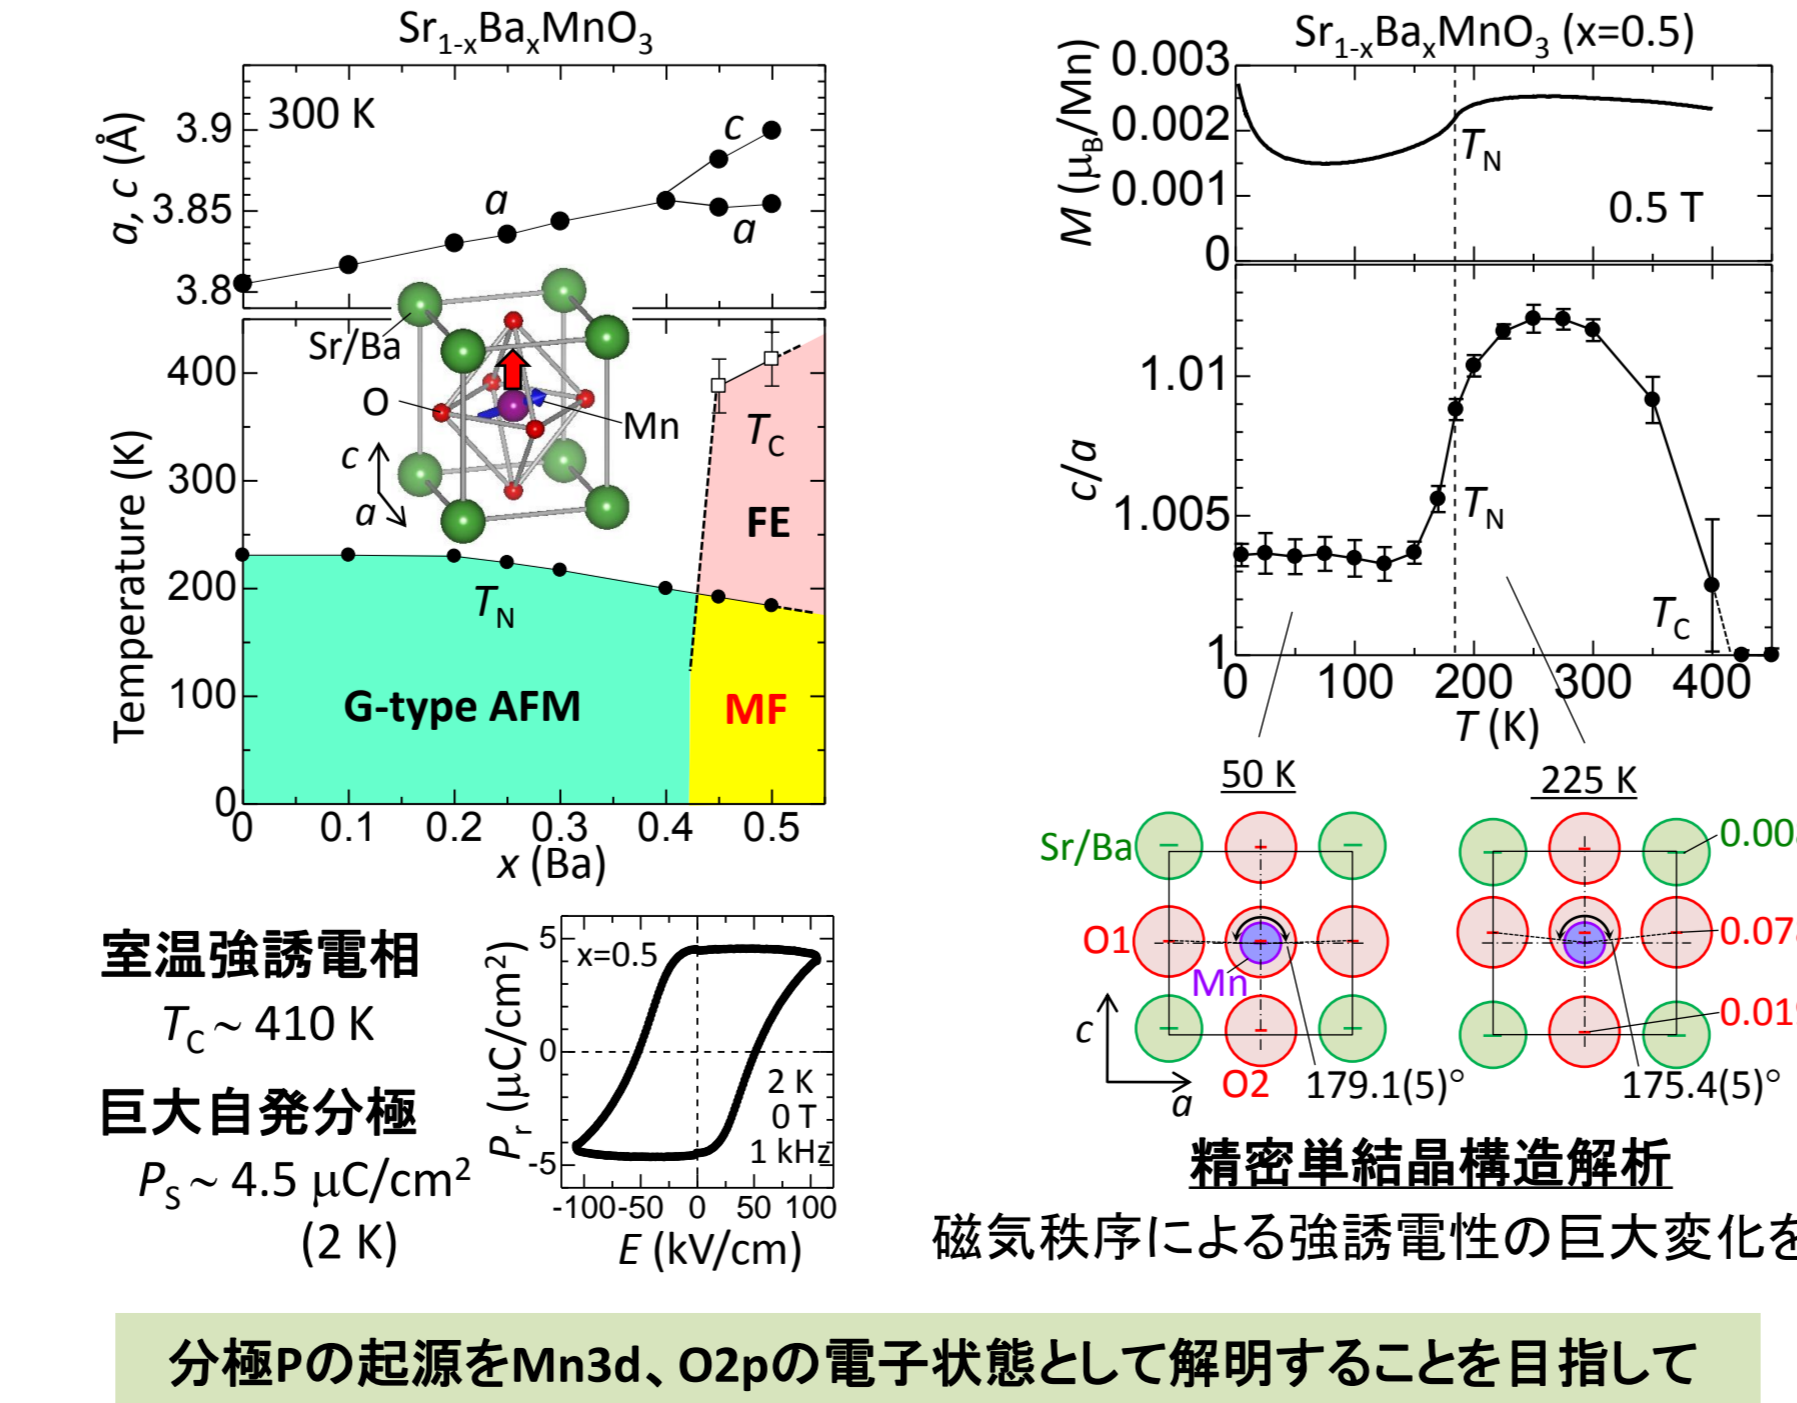 Sr1-xBaxMnO3
300 K
a, c (Å)
3.9
3.85
3.8
a
c
a
Sr/Ba
O
Mn
c
a
Temperature (K)
400
300
200
100
0
TC
FE
TN
G-type AFM
MF
0 0.1 0.2 0.3 0.4 0.5
x (Ba)
室温強誘電相
TC ~ 410 K
巨大自発分極
PS ~ 4.5 μC/cm2
(2 K)
Pr (μC/cm2)
5
0
-5
x=0.5
2 K
0 T
1 kHz
-100 -50 0 50 100
E (kV/cm)
Sr1-xBaxMnO3 (x=0.5)
M (μB/Mn)
0.003
0.002
0.001
0
TN
0.5 T
c/a
1.01
1.005
1
TN
TC
0 100 200 300 400
T (K)
50 K
225 K
Sr/Ba
O1
Mn
c
a
O2
179.1(5)°
175.4(5)°
精密単結晶構造解析
磁気秩序による強誘電性の巨大変化を
分極Pの起源をMn3d、O2pの電子状態として解明することを目指して